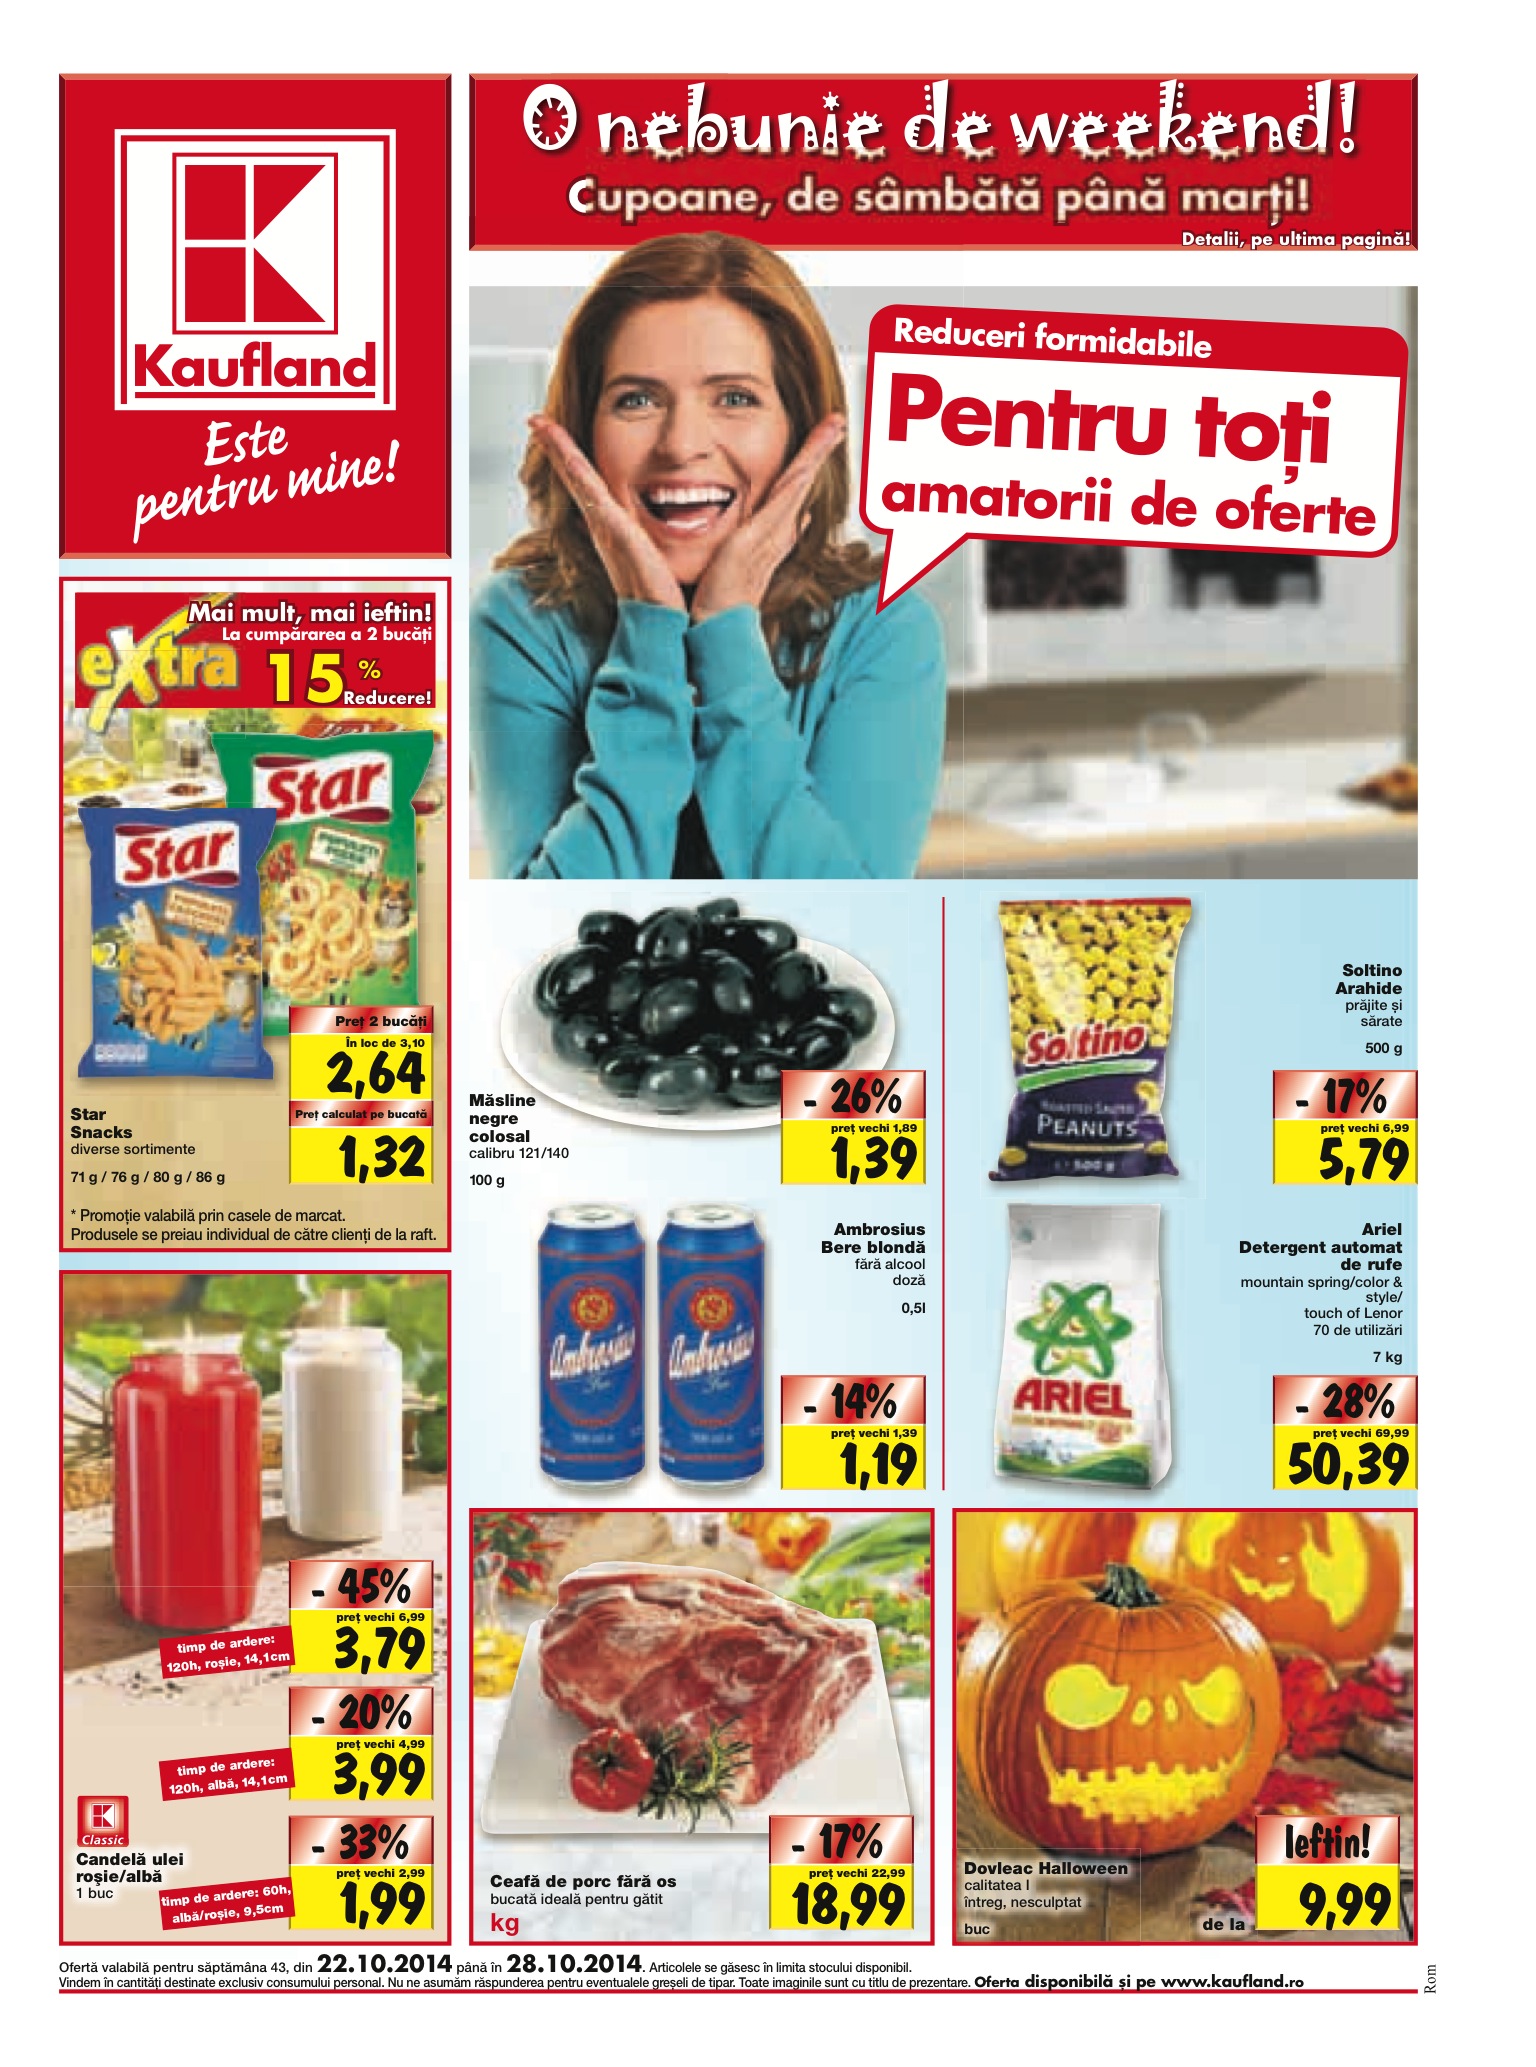 O nebunie de weekend!
Cupoane, de sâmbătă până marți!
Detalii, pe ultima pagină!
Kaufland
Este
pentru mine!
Reduceri formidabile
Pentru toți
amatorii de oferte
Mai mult, mai ieftin!
La cumpărarea a 2 bucăți
extra
15 %
Reducere!
Star
Star
Preț 2 bucăți
În loc de 3,10
2,64
Preț calculat pe bucată
1,32
Star
Snacks
diverse sortimente
71 g / 76 g / 80 g / 86 g
* Promoție valabilă prin casele de marcat.
Produsele se preiau individual de către clienți de la raft.
Măsline
negre
colosal
calibru 121/140
100 g
- 26%
preț vechi 1,89
1,39
Soltino
ROASTED SALTED
PEANUTS
500 g
Soltino
Arahide
prăjite și
sărate
500 g
- 17%
preț vechi 6,99
5,79
Ambrosius
Ambrosius
Ambrosius
Bere blondă
fără alcool
doză
0,5l
- 14%
preț vechi 1,39
1,19
ARIEL
Ariel
Detergent automat
de rufe
mountain spring/color &
style/
touch of Lenor
70 de utilizări
7 kg
- 28%
preț vechi 69,99
50,39
- 45%
preț vechi 6,99
3,79
timp de ardere:
120h, roșie, 14,1cm
- 20%
preț vechi 4,99
3,99
timp de ardere:
120h, albă, 14,1cm
- 33%
preț vechi 2,99
1,99
timp de ardere: 60h,
albă/roșie, 9,5cm
Classic
Candelă ulei
roşie/albă
1 buc
Ceafă de porc fără os
bucată ideală pentru gătit
kg
- 17%
preț vechi 22,99
18,99
Dovleac Halloween
calitatea I
întreg, nesculptat
buc
de la
Ieftin!
9,99
Ofertă valabilă pentru săptămâna 43, din 22.10.2014 până în 28.10.2014. Articolele se găsesc în limita stocului disponibil.
Vindem în cantități destinate exclusiv consumului personal. Nu ne asumăm răspunderea pentru eventualele greșeli de tipar. Toate imaginile sunt cu titlu de prezentare. Oferta disponibilă și pe www.kaufland.ro
Rom